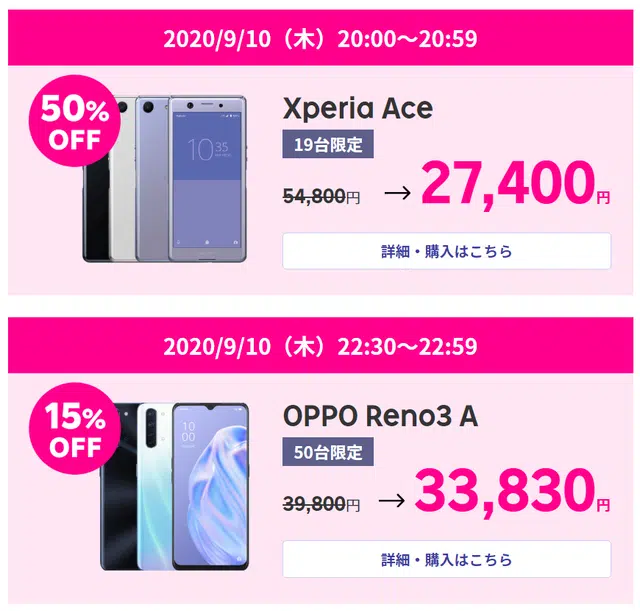 2020/9/10（木）20:00～20:59
50%
OFF
Xperia Ace
19台限定
54,800円 → 27,400円
詳細・購入はこちら
2020/9/10（木）22:30～22:59
15%
OFF
OPPO Reno3 A
50台限定
39,800円 → 33,830円
詳細・購入はこちら